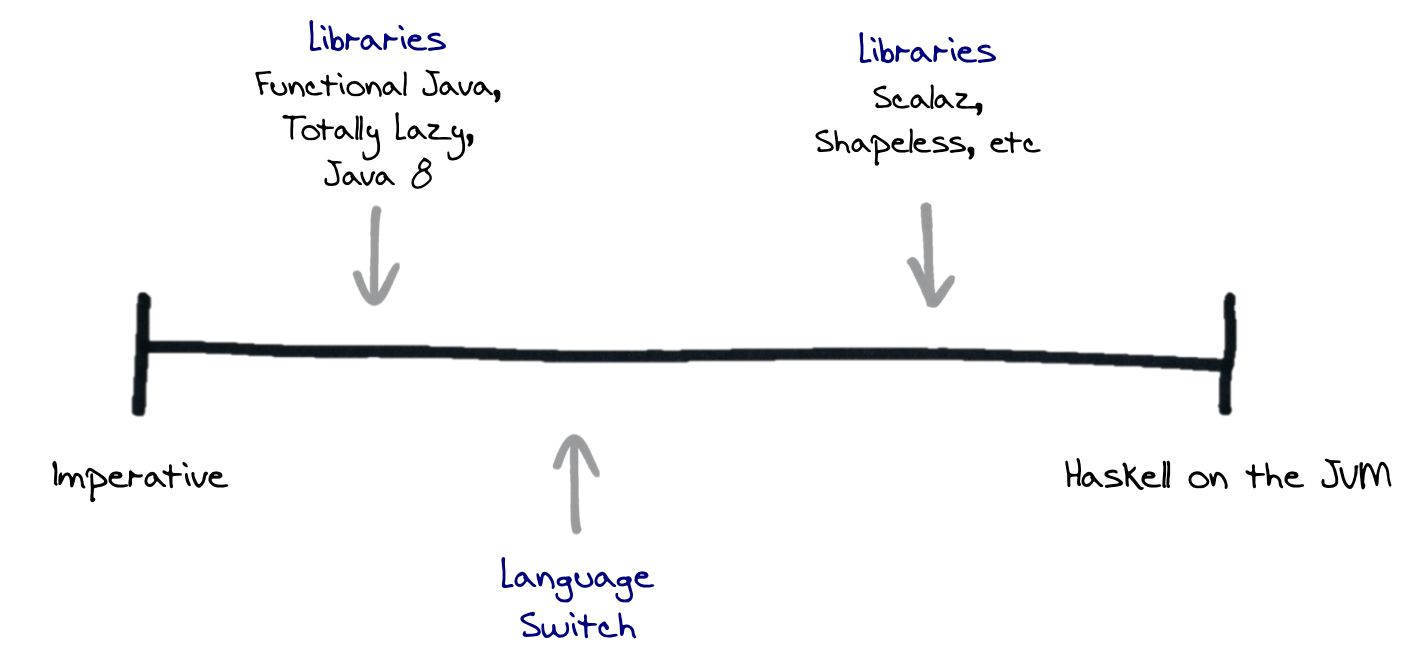 Libraries
Functional Java,
Totally Lazy,
Java 8
Libraries
Scalaz,
Shapeless, etc
Imperative
Haskell on the JVM
Language
Switch